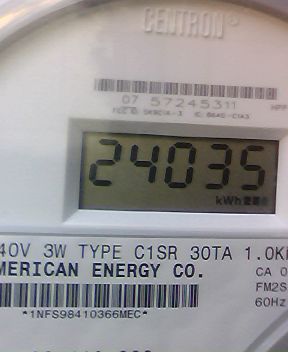 CENTRON®
07 57245311
24035
kWh
40V 3W TYPE C1SR 30TA 1.0K
MERICAN ENERGY CO.
CA 0
FM2S
60Hz
*1NFS98410366MEC*